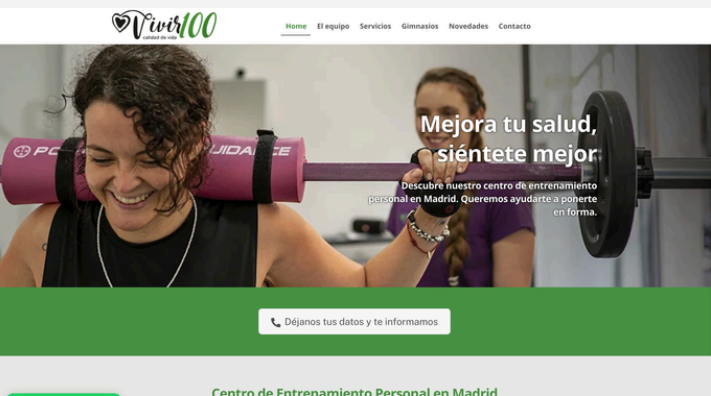 Vivir100
calidad de vida
Home El equipo Servicios Gimnasios Novedades Contacto
Mejora tu salud,
siéntete mejor
Descubre nuestro centro de entrenamiento
personal en Madrid. Queremos ayudarte a ponerte
en forma.
Déjanos tus datos y te informamos
Centro de Entrenamiento Personal en Madrid